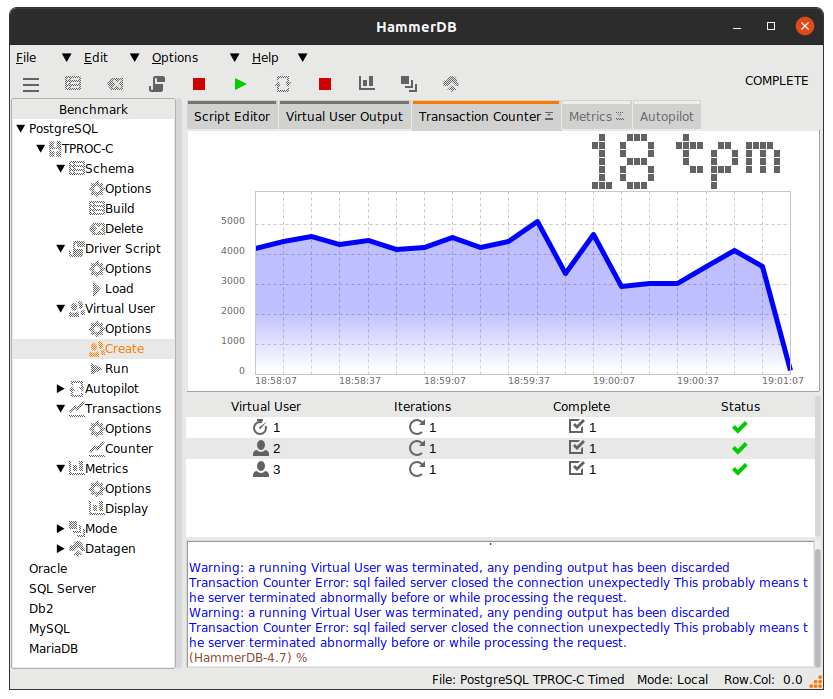 HammerDB
File Edit Options Help
COMPLETE
Benchmark
PostgreSQL
TPROC-C
Schema
Options
Build
Delete
Driver Script
Options
Load
Virtual User
Options
Create
Run
Autopilot
Transactions
Options
Counter
Metrics
Options
Display
Mode
Datagen
Oracle
SQL Server
Db2
MySQL
MariaDB
Script Editor Virtual User Output Transaction Counter Metrics Autopilot
18 tpm
5000
4000
3000
2000
1000
0
18:58:07 18:58:37 18:59:07 18:59:37 19:00:07 19:00:37 19:01:07
Virtual User Iterations Complete Status
1 1 1
2 1 1
3 1 1
Warning: a running Virtual User was terminated, any pending output has been discarded
Transaction Counter Error: sql failed server closed the connection unexpectedly This probably means t
he server terminated abnormally before or while processing the request.
Warning: a running Virtual User was terminated, any pending output has been discarded
Transaction Counter Error: sql failed server closed the connection unexpectedly This probably means t
he server terminated abnormally before or while processing the request.
(HammerDB-4.7) %
File: PostgreSQL TPROC-C Timed Mode: Local Row.Col: 0.0